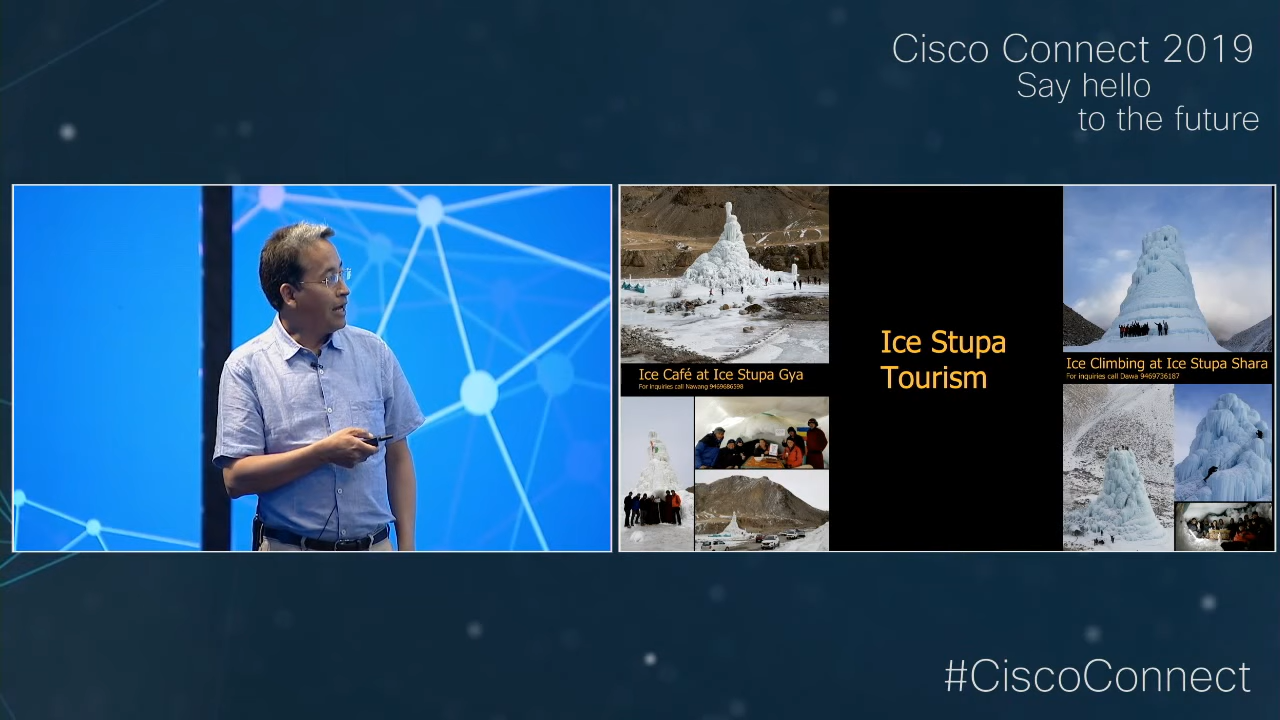 Cisco Connect 2019
Say hello
to the future
Ice Café at Ice Stupa Gya
For inquiries call Nawang 9469686598
Ice Stupa
Tourism
Ice Climbing at Ice Stupa Shara
For inquiries call Dawa 9469736187
#CiscoConnect